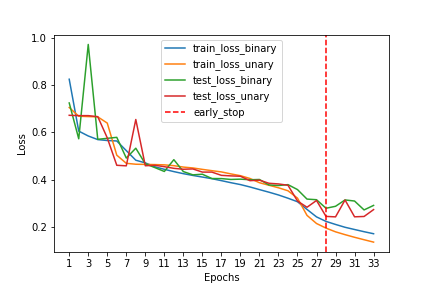 1.0
0.8
0.6
0.4
0.2
Loss
train_loss_binary
train_loss_unary
test_loss_binary
test_loss_unary
early_stop
1 3 5 7 9 11 13 15 17 19 21 23 25 27 29 31 33
Epochs